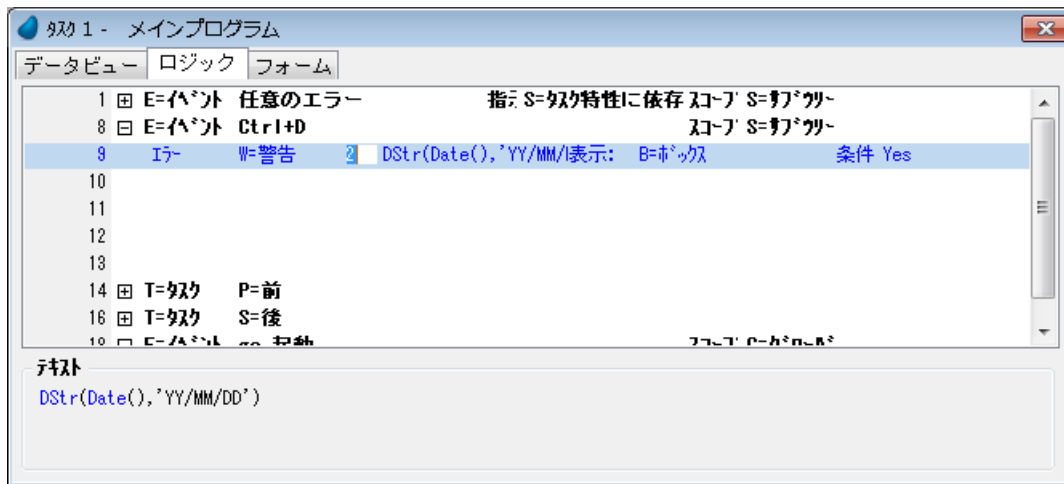 ﾀｽｸ 1 - メインプログラム
データビュー ロジック フォーム
1 E=ｲﾍﾞﾝﾄ 任意のエラー S=ﾀｽｸ特性に依存 ｽｺｰﾌﾟ S=ｻﾌﾞﾂﾘｰ
8 E=ｲﾍﾞﾝﾄ Ctrl+D ｽｺｰﾌﾟ S=ｻﾌﾞﾂﾘｰ
9 ｴﾗｰ W=警告 2 DStr(Date(),'YY/MM/ 表示: B=ﾎﾞｯｸｽ 条件 Yes
10
11
12
13
14 T=ﾀｽｸ P=前
16 T=ﾀｽｸ S=後
ﾃｷｽﾄ
DStr(Date(),'YY/MM/DD')